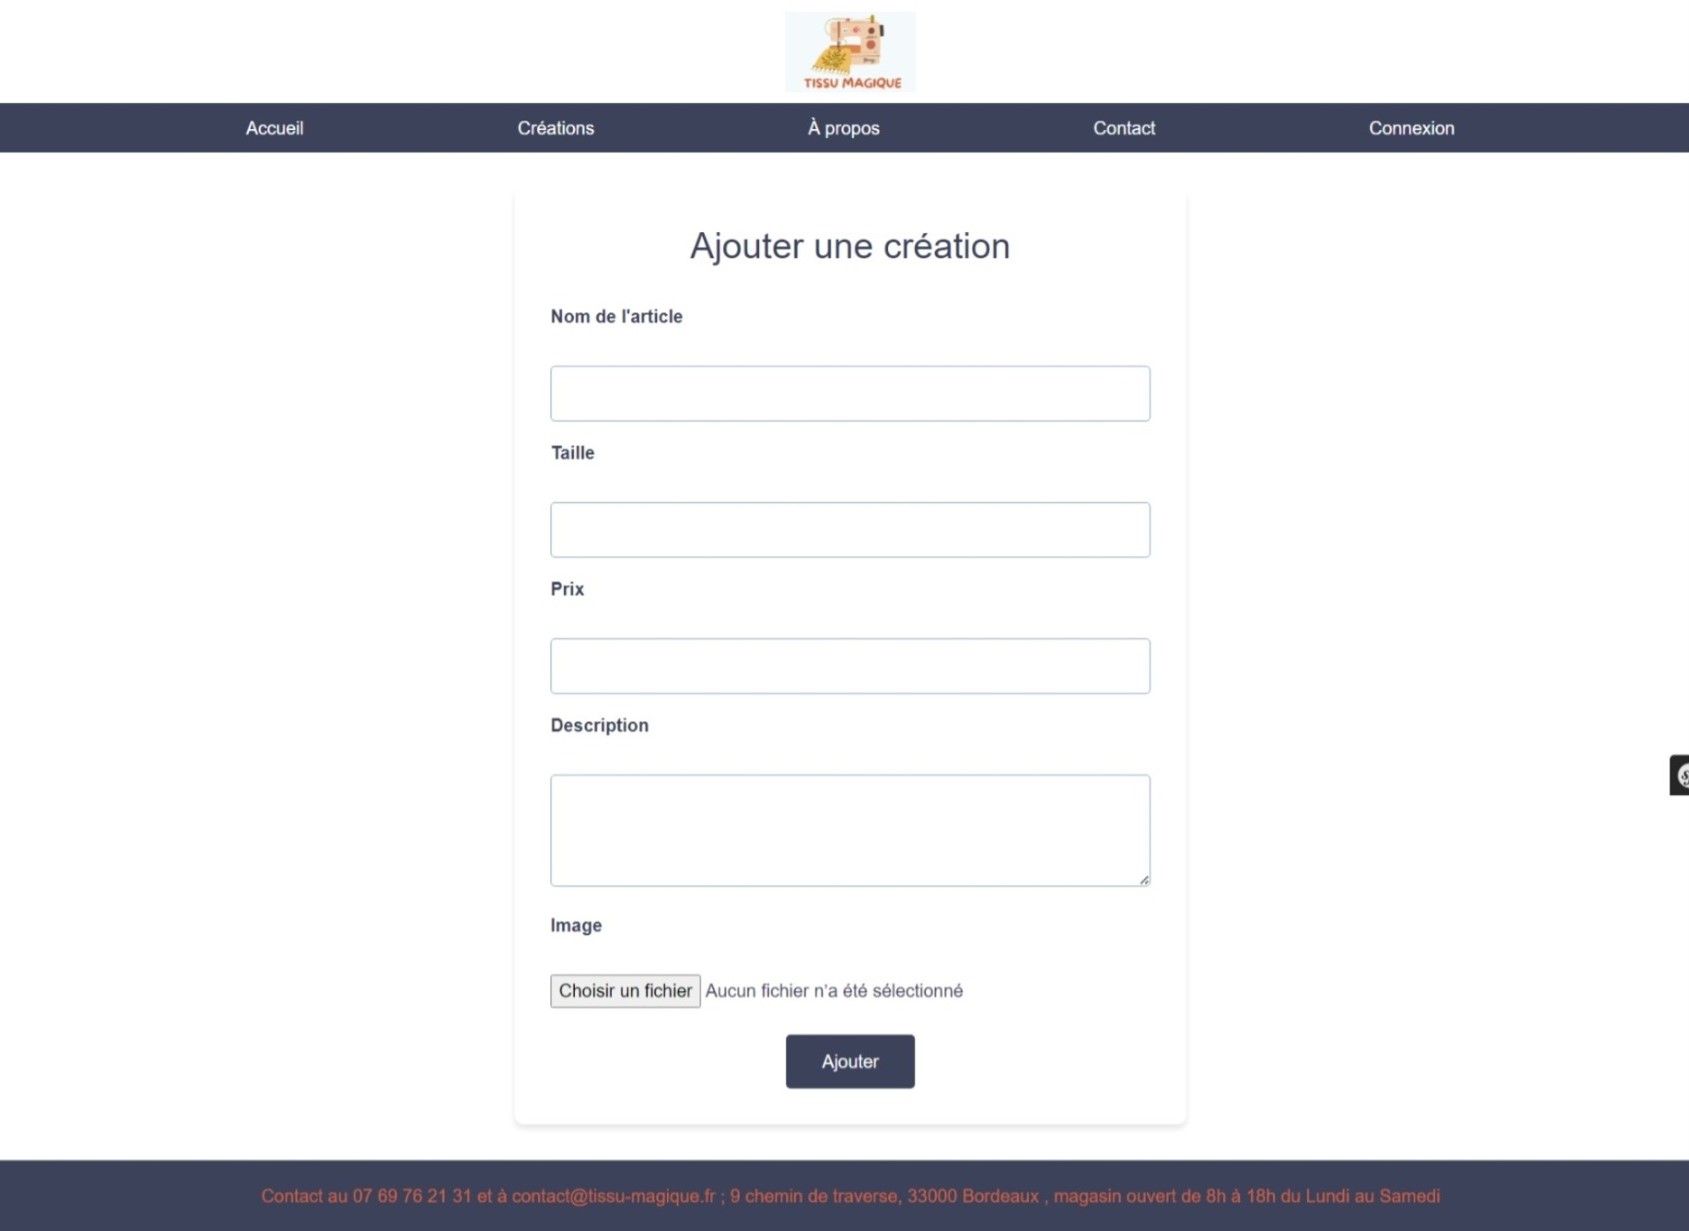 TISSU MAGIQUE
Accueil Créations À propos Contact Connexion
Ajouter une création
Nom de l'article
Taille
Prix
Description
Image
Choisir un fichier Aucun fichier n'a été sélectionné
Ajouter
Contact au 07 69 76 21 31 et à contact@tissu-magique.fr ; 9 chemin de traverse, 33000 Bordeaux , magasin ouvert de 8h à 18h du Lundi au Samedi